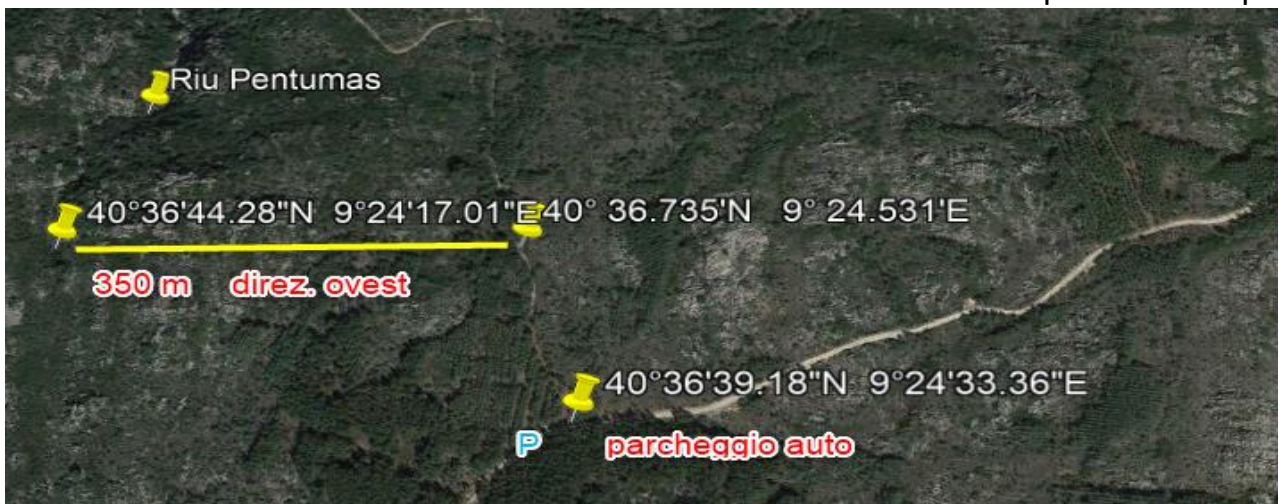 Riu Pentumas
40°36'44.28"N 9°24'17.01"E
40° 36.735'N 9° 24.531'E
350 m direz. ovest
40°36'39.18"N 9°24'33.36"E
P
parcheggio auto